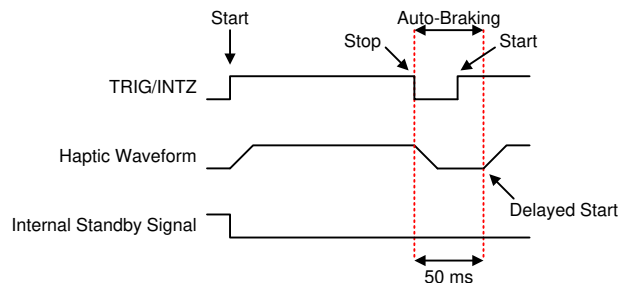 Start
Auto-Braking
Stop
Start
TRIG/INTZ
Haptic Waveform
Delayed Start
Internal Standby Signal
50 ms